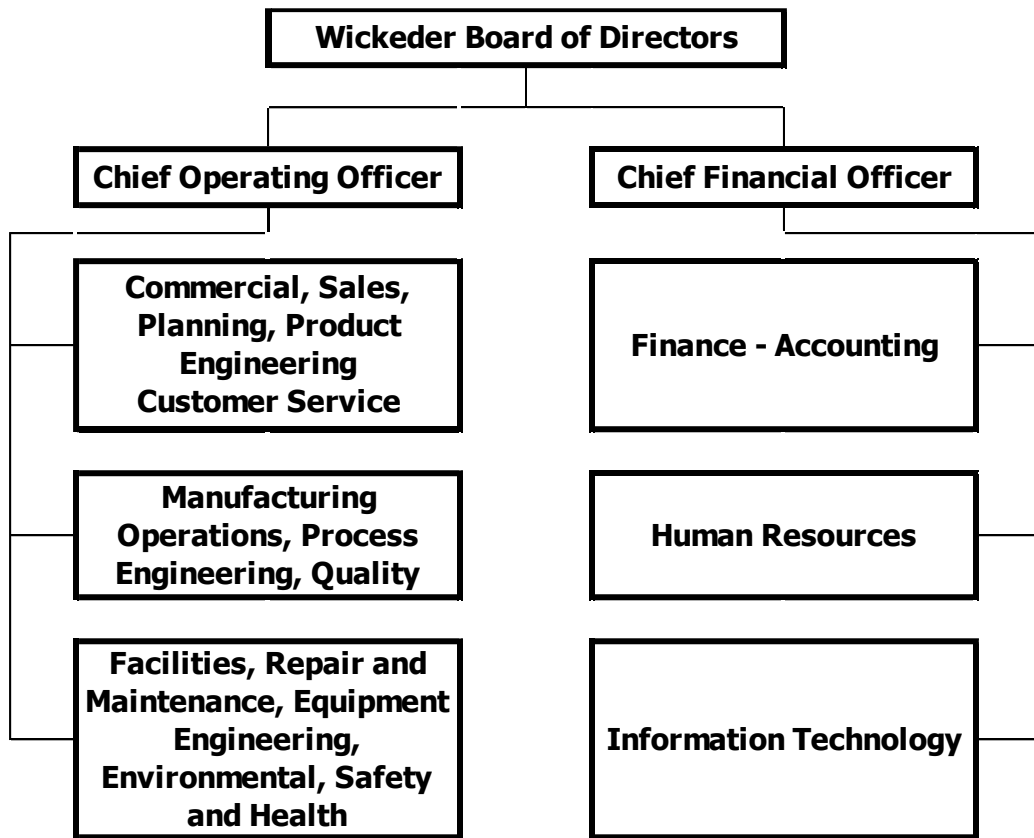 Wickeder Board of Directors
Chief Operating Officer
Chief Financial Officer
Commercial, Sales,
Planning, Product
Engineering
Customer Service
Finance - Accounting
Manufacturing
Operations, Process
Engineering, Quality
Human Resources
Facilities, Repair and
Maintenance, Equipment
Engineering,
Environmental, Safety
and Health
Information Technology